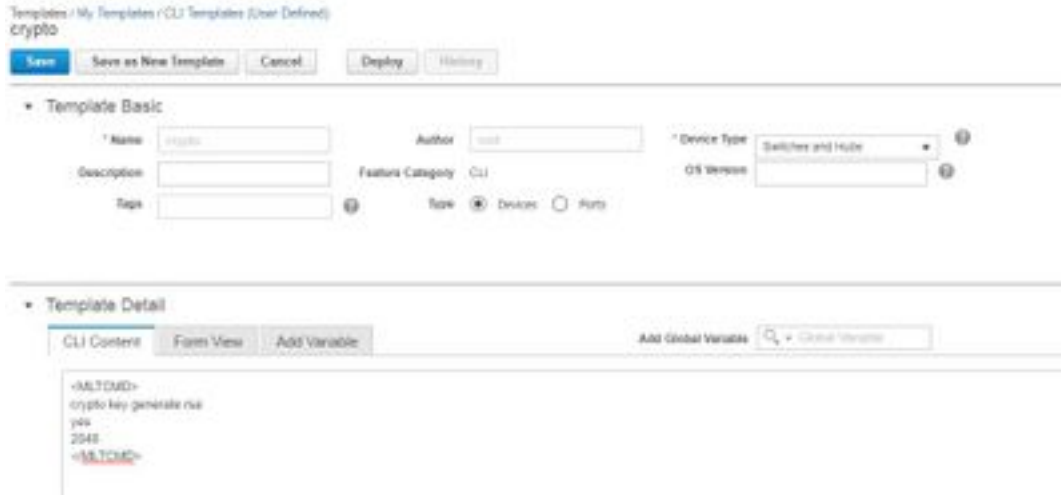 Templates / My Templates / CLI Templates (User Defined)
crypto
Save Save as New Template Cancel Deploy History
Template Basic
* Name crypto Author root * Device Type Switches and Hubs
Description Feature Category CLI OS Version
Tags Type Devices Ports
Template Detail
CLI Content Form View Add Variable Add Global Variable Global Variable
<MLTCMD>
crypto key generate rsa
yes
2048
</MLTCMD>